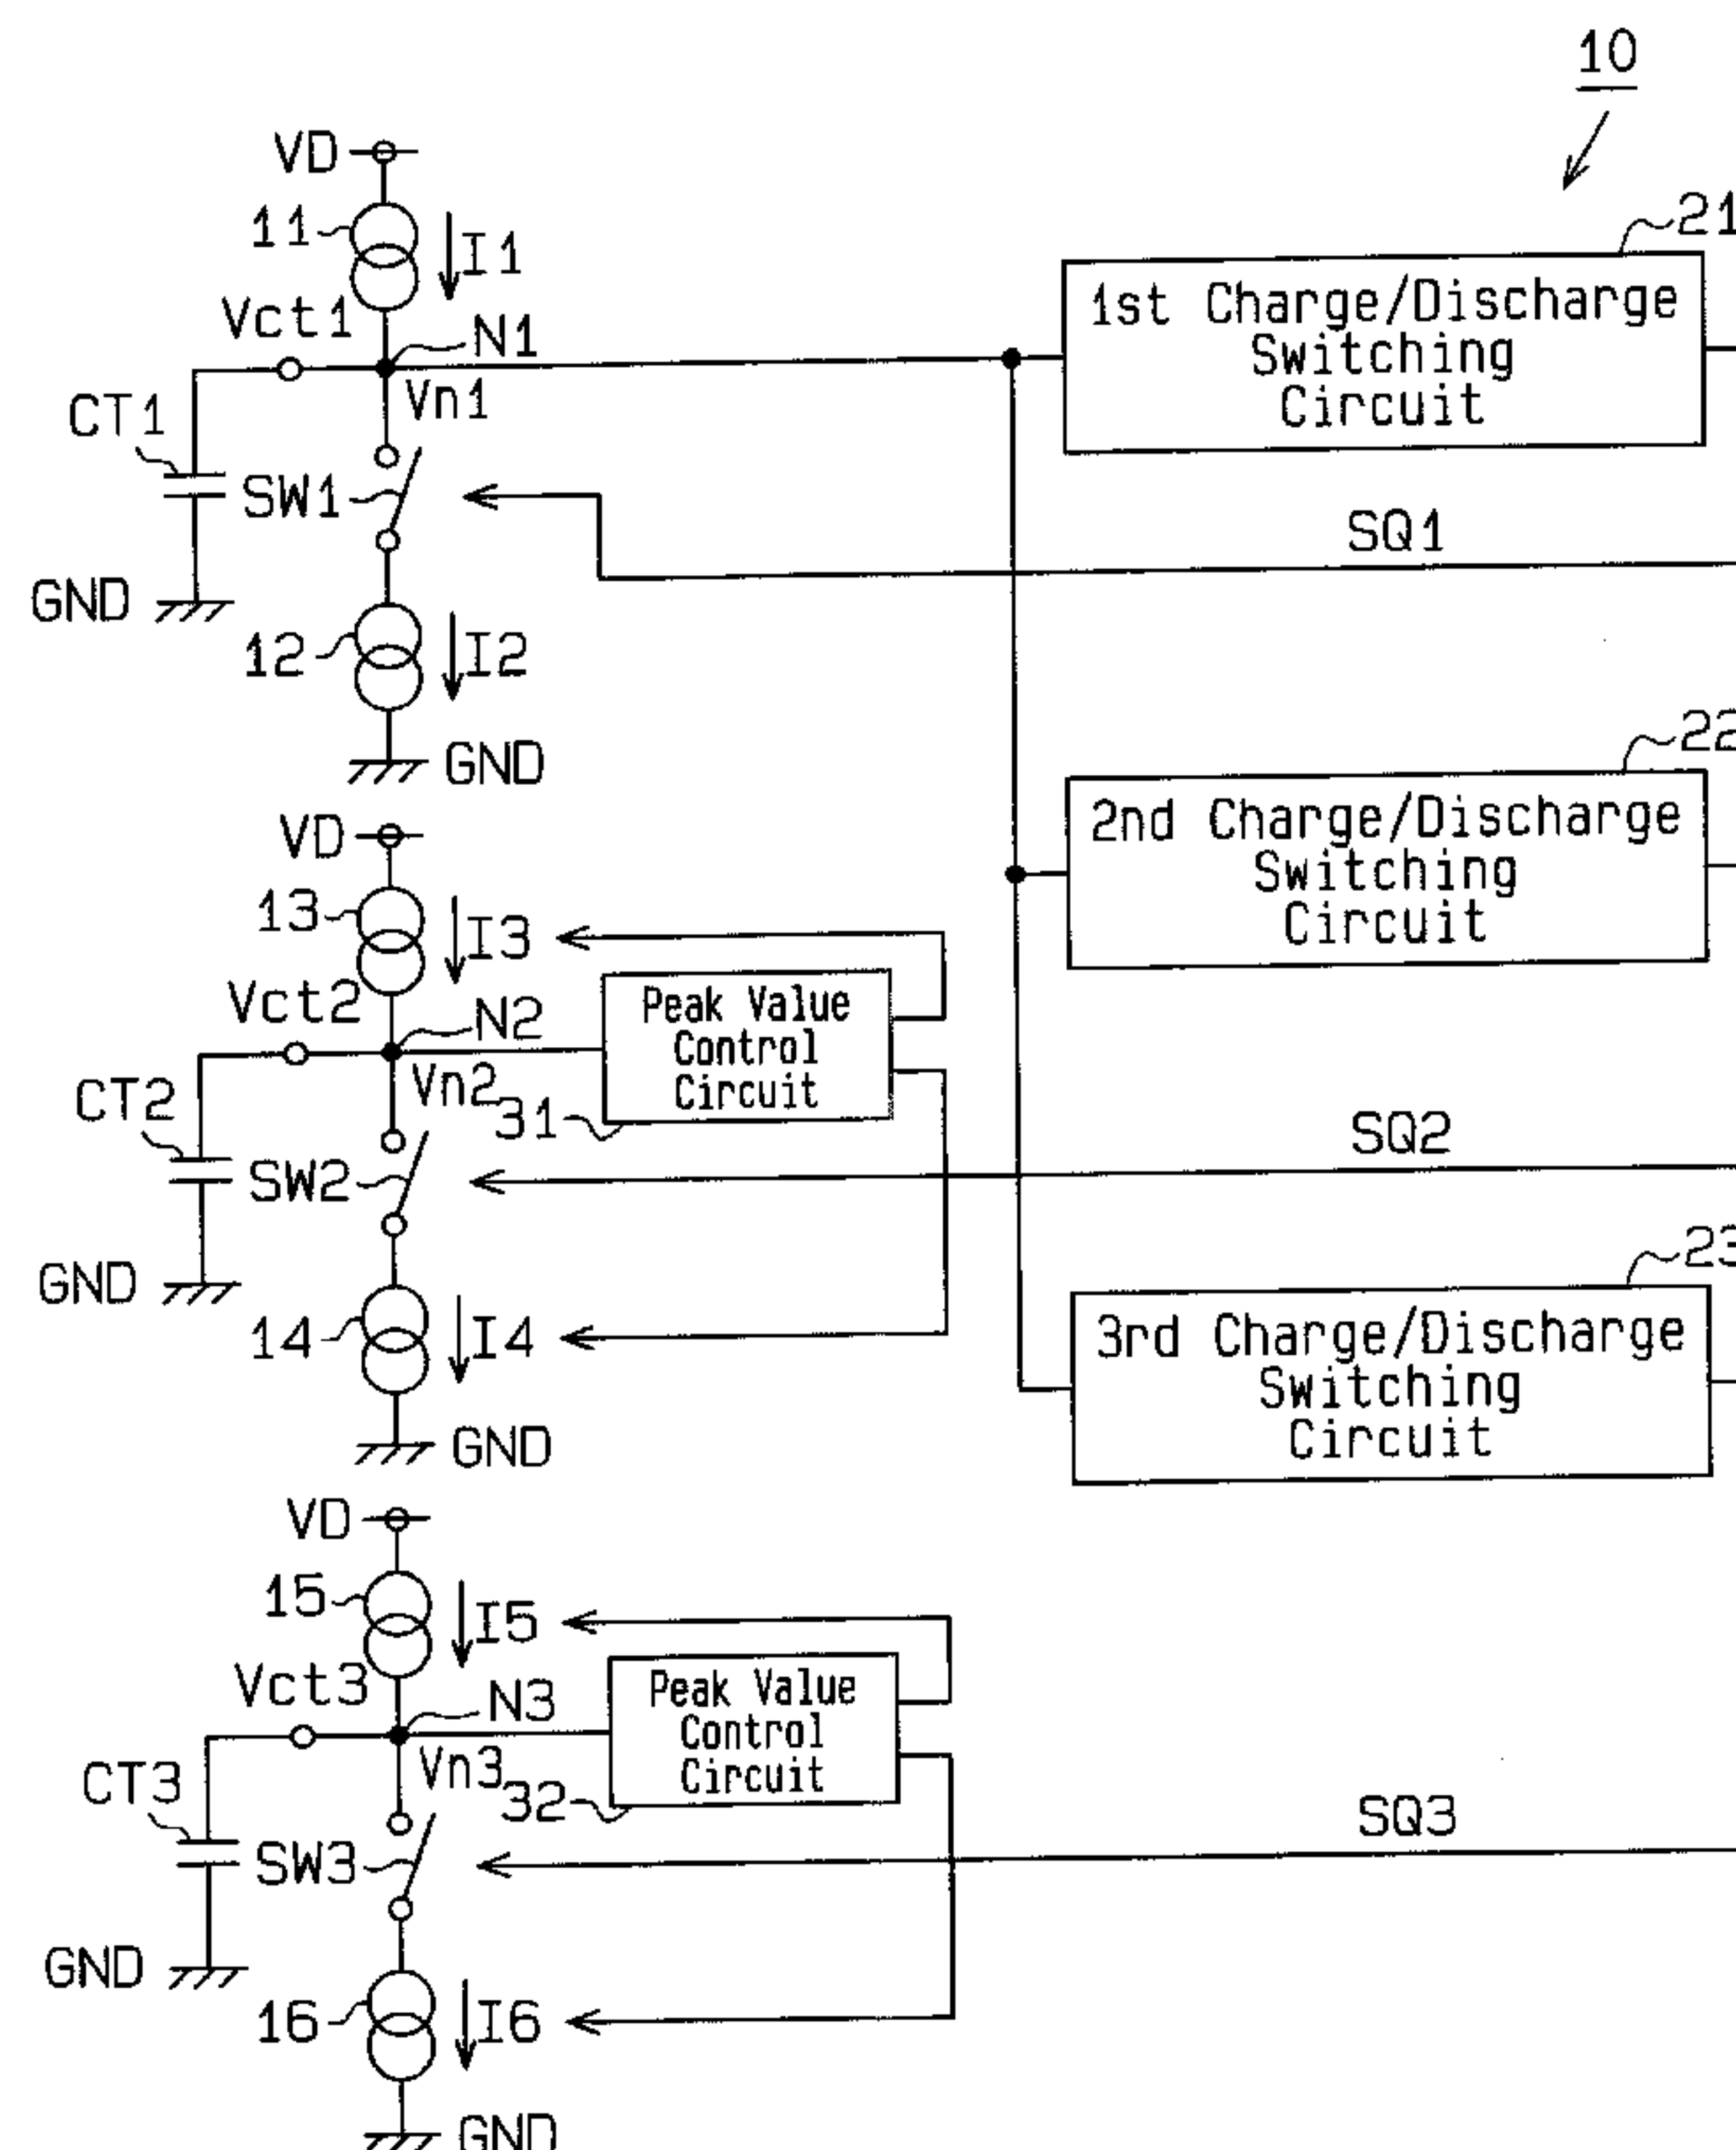 10
VD
11
I1
21
1st Charge/Discharge
Switching
Circuit
Vct1
N1
Vn1
CT1
SW1
SQ1
GND
12
I2
GND
22
2nd Charge/Discharge
Switching
Circuit
VD
13
I3
Vct2
N2
Peak Value
Control
Circuit
Vn2
31
CT2
SW2
SQ2
GND
14
I4
GND
23
3rd Charge/Discharge
Switching
Circuit
VD
15
I5
Vct3
N3
Peak Value
Control
Circuit
Vn3
32
CT3
SW3
SQ3
GND
16
I6
GND